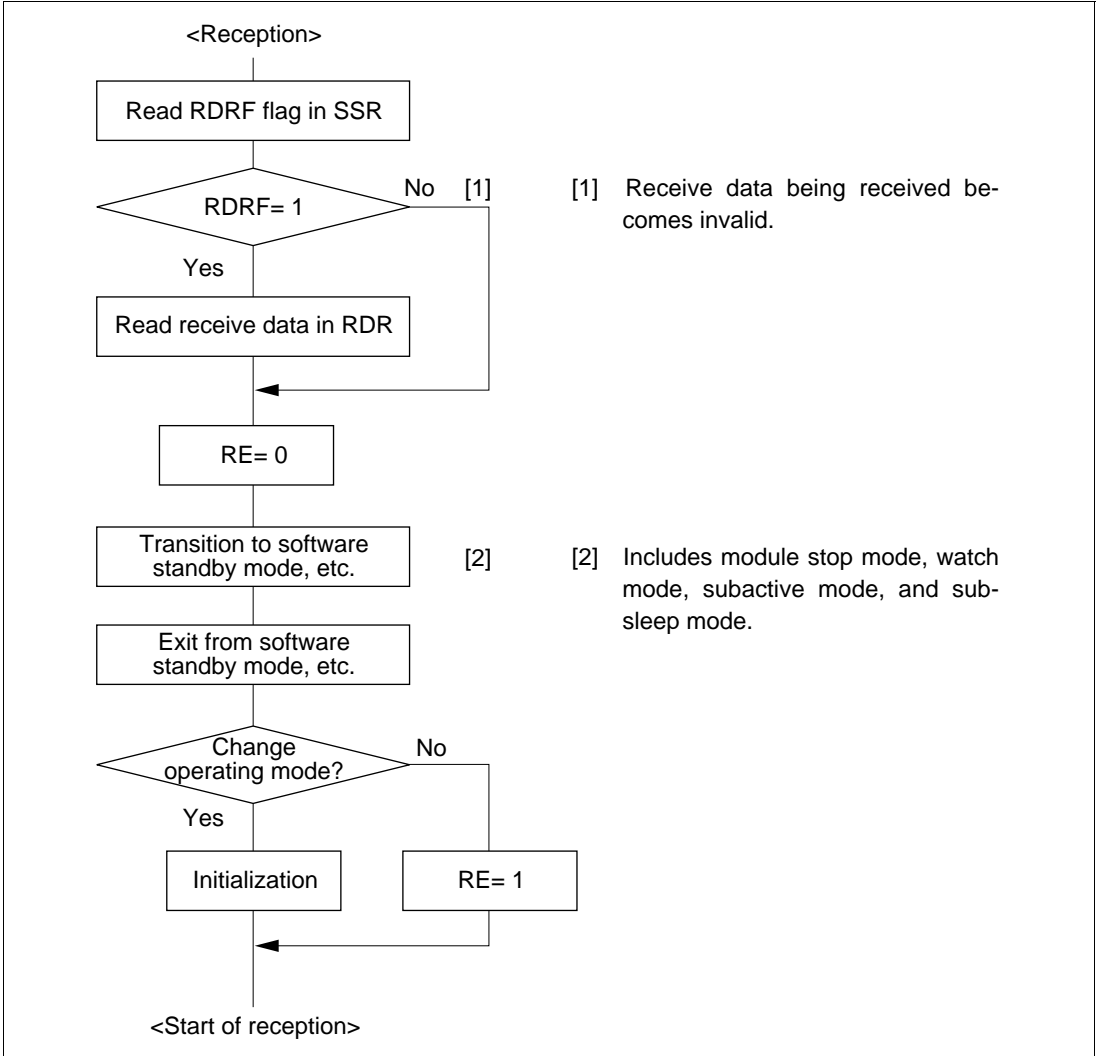 <Reception>
Read RDRF flag in SSR
No [1]
[1] Receive data being received be-
comes invalid.
RDRF= 1
Yes
Read receive data in RDR
RE= 0
Transition to software
standby mode, etc.
[2]
[2] Includes module stop mode, watch
mode, subactive mode, and sub-
sleep mode.
Exit from software
standby mode, etc.
Change
operating mode?
No
Yes
Initialization
RE= 1
<Start of reception>